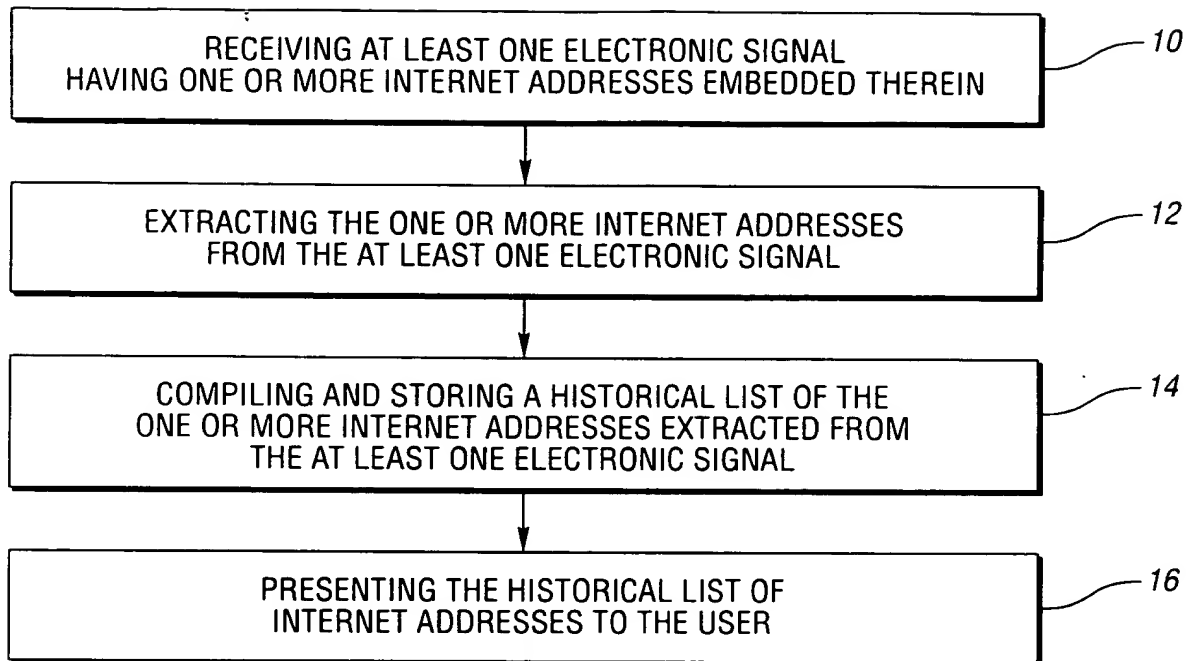 RECEIVING AT LEAST ONE ELECTRONIC SIGNAL
HAVING ONE OR MORE INTERNET ADDRESSES EMBEDDED THEREIN
10
EXTRACTING THE ONE OR MORE INTERNET ADDRESSES
FROM THE AT LEAST ONE ELECTRONIC SIGNAL
12
COMPILING AND STORING A HISTORICAL LIST OF THE
ONE OR MORE INTERNET ADDRESSES EXTRACTED FROM
THE AT LEAST ONE ELECTRONIC SIGNAL
14
PRESENTING THE HISTORICAL LIST OF
INTERNET ADDRESSES TO THE USER
16